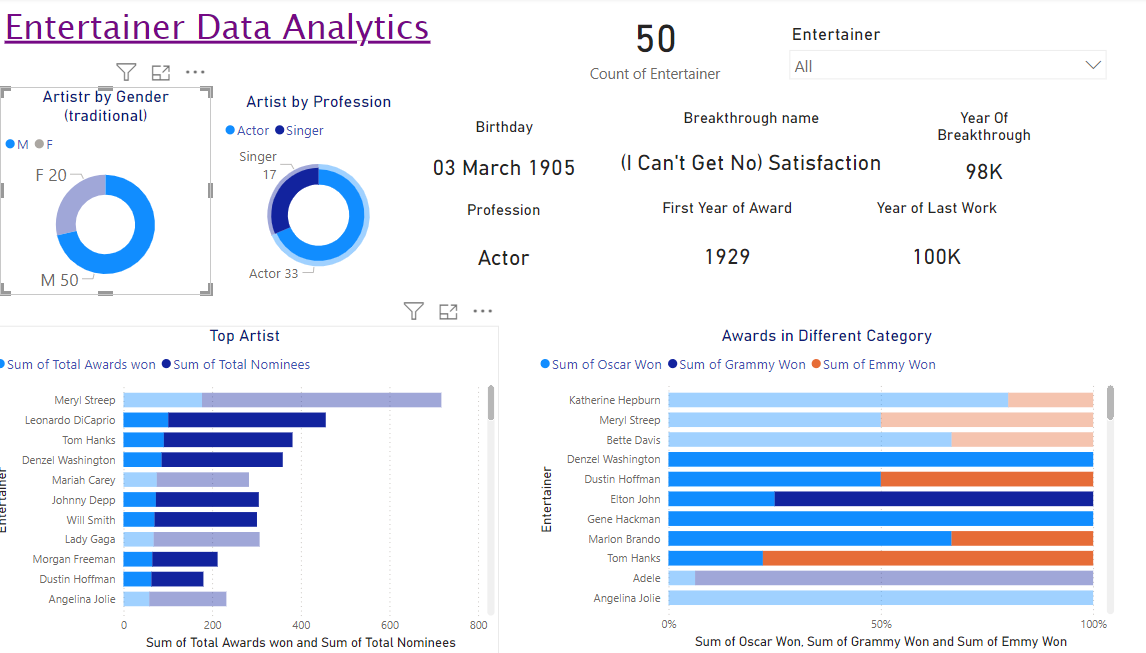 Entertainer Data Analytics
50
Count of Entertainer
Entertainer
All
Artistr by Gender
(traditional)
M F
F 20
M 50
Artist by Profession
Actor Singer
Singer
17
Actor 33
Birthday
03 March 1905
Breakthrough name
(I Can't Get No) Satisfaction
Year Of
Breakthrough
98K
Profession
Actor
First Year of Award
1929
Year of Last Work
100K
Top Artist
Sum of Total Awards won Sum of Total Nominees
Entertainer
Meryl Streep
Leonardo DiCaprio
Tom Hanks
Denzel Washington
Mariah Carey
Johnny Depp
Will Smith
Lady Gaga
Morgan Freeman
Dustin Hoffman
Angelina Jolie
0 200 400 600 800
Sum of Total Awards won and Sum of Total Nominees
Awards in Different Category
Sum of Oscar Won Sum of Grammy Won Sum of Emmy Won
Entertainer
Katherine Hepburn
Meryl Streep
Bette Davis
Denzel Washington
Dustin Hoffman
Elton John
Gene Hackman
Marlon Brando
Tom Hanks
Adele
Angelina Jolie
0% 50% 100%
Sum of Oscar Won, Sum of Grammy Won and Sum of Emmy Won